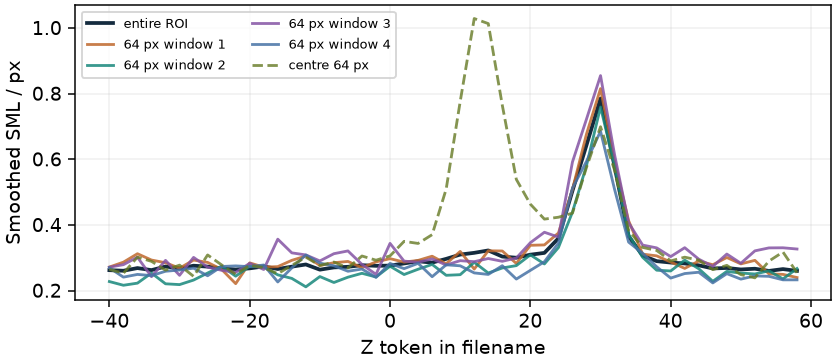 entire ROI
64 px window 1
64 px window 2
64 px window 3
64 px window 4
centre 64 px
Smoothed SML / px
1.0
0.8
0.6
0.4
0.2
−40
−20
0
20
40
60
Z token in filename